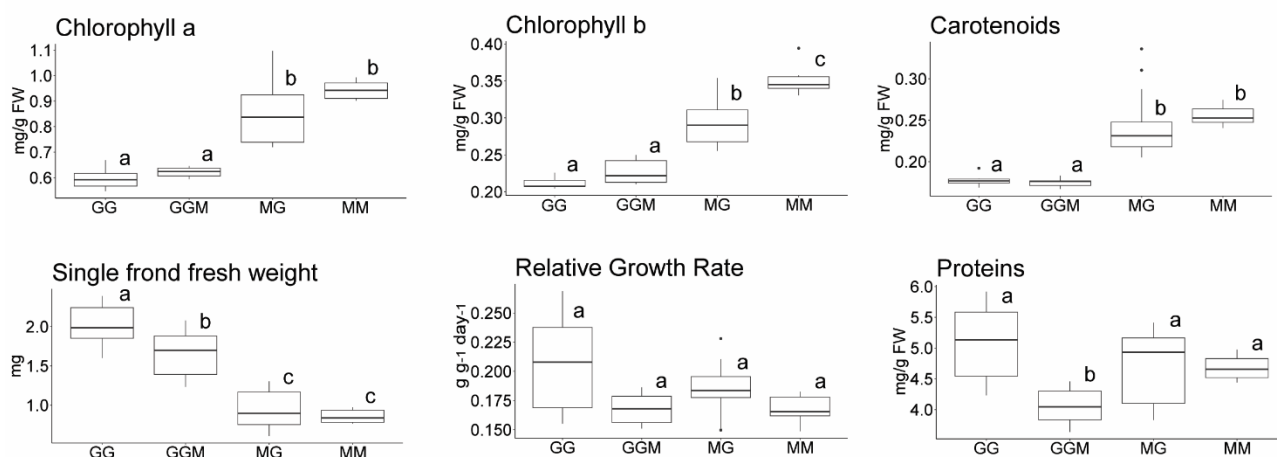 Chlorophyll a
mg/g FW
1.1
1.0
0.9
0.8
0.7
0.6
a
a
b
b
GG GGM MG MM
Chlorophyll b
mg/g FW
0.40
0.35
0.30
0.25
0.20
a
a
b
c
GG GGM MG MM
Carotenoids
mg/g FW
0.30
0.25
0.20
a
a
b
b
GG GGM MG MM
Single frond fresh weight
mg
2.0
1.5
1.0
a
b
c
c
GG GGM MG MM
Relative Growth Rate
g g-1 day-1
0.250
0.225
0.200
0.175
0.150
a
a
a
a
GG GGM MG MM
Proteins
mg/g FW
6.0
5.5
5.0
4.5
4.0
a
b
a
a
GG GGM MG MM